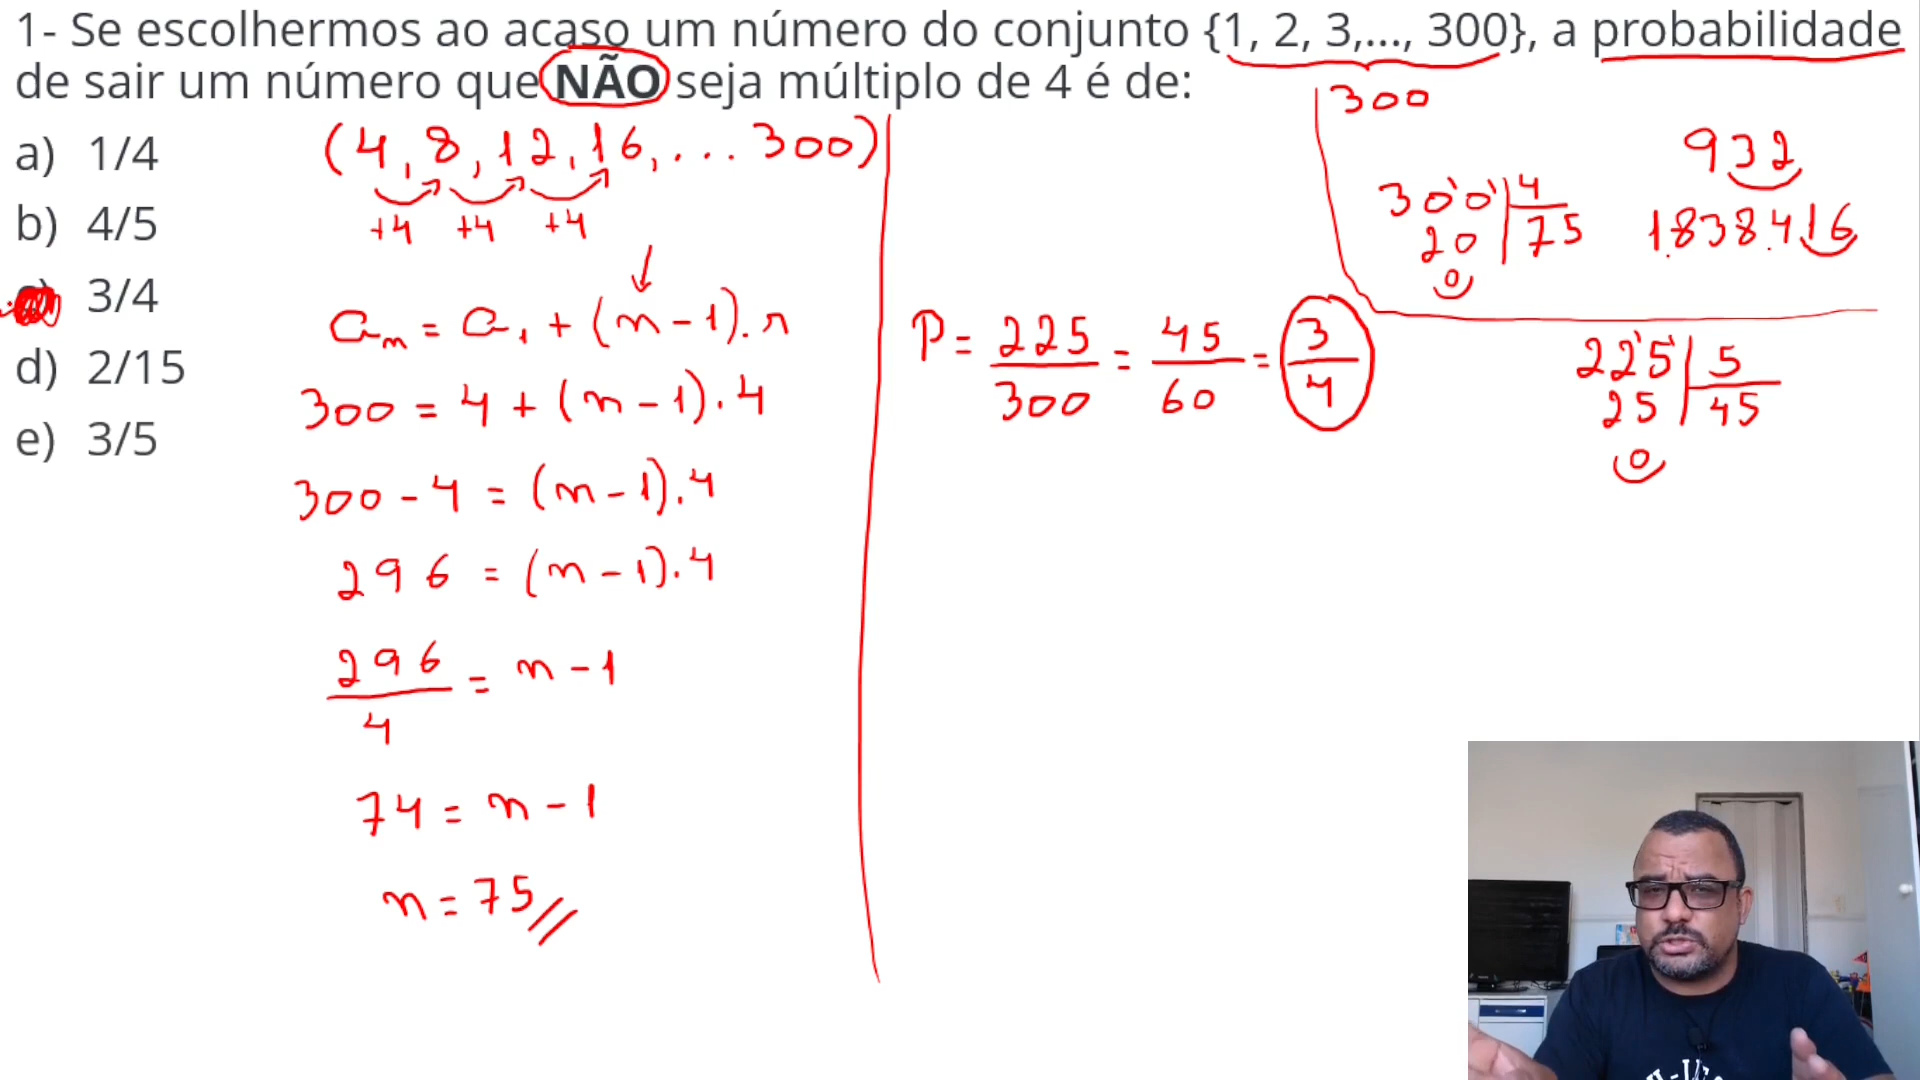 1- Se escolhermos ao acaso um número do conjunto {1, 2, 3,..., 300}, a probabilidade
de sair um número que NÃO seja múltiplo de 4 é de:
a) 1/4
b) 4/5
3/4
d) 2/15
e) 3/5
(4, 8, 12, 16, ... 300)
+4 +4 +4
an = a1 + (n-1).r
300 = 4 + (n-1).4
300 - 4 = (n-1).4
296 = (n-1).4
296/4 = n-1
74 = n-1
n = 75
P = 225/300 = 45/60 = 3/4
300
300 | 4
20 | 75
0
932
1.838.416
225 | 5
25 | 45
0